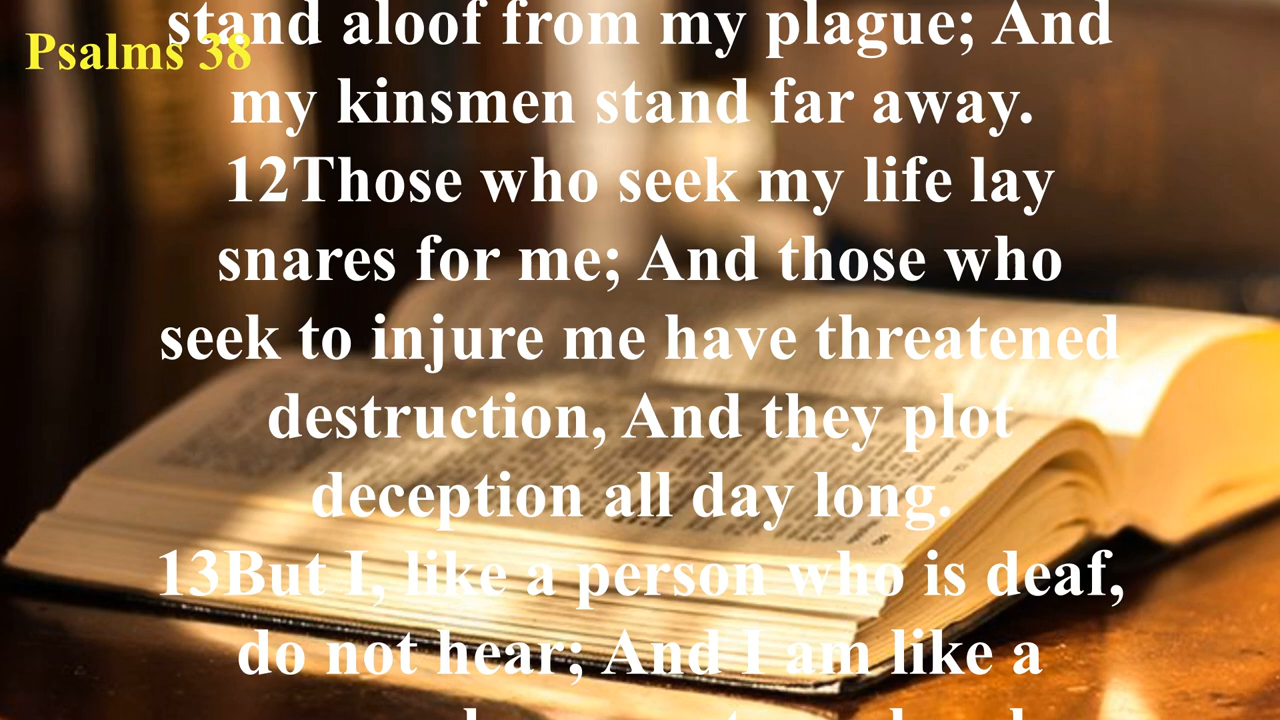 Psalms 38
stand aloof from my plague; And
my kinsmen stand far away.
12Those who seek my life lay
snares for me; And those who
seek to injure me have threatened
destruction, And they plot
deception all day long.
13But I, like a person who is deaf,
do not hear; And I am like a